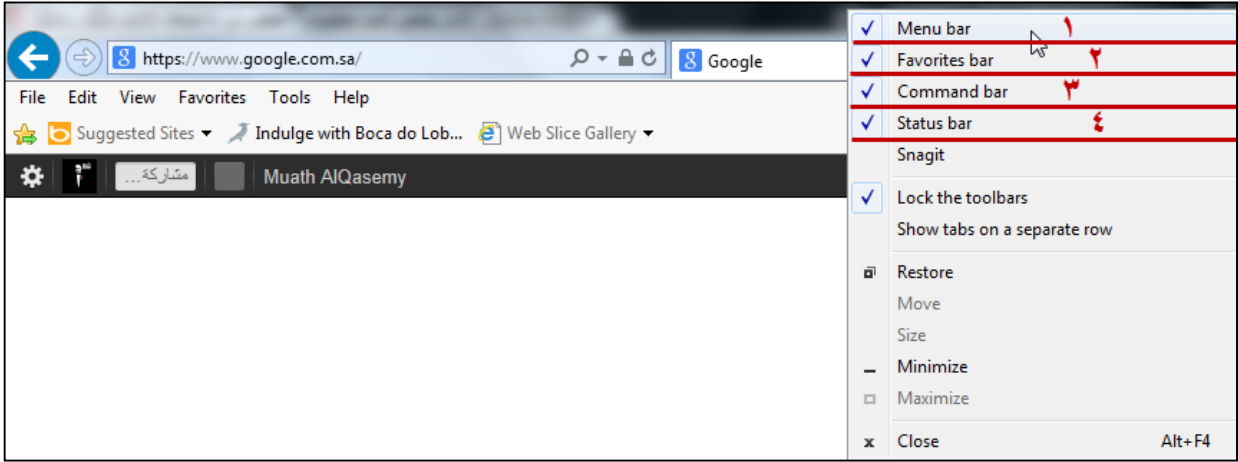 https://www.google.com.sa/
Google
File Edit View Favorites Tools Help
Suggested Sites Indulge with Boca do Lob... Web Slice Gallery
مشاركة... Muath AlQasemy
Menu bar ١
Favorites bar ٢
Command bar ٣
Status bar ٤
Snagit
Lock the toolbars
Show tabs on a separate row
Restore
Move
Size
Minimize
Maximize
Close Alt+F4